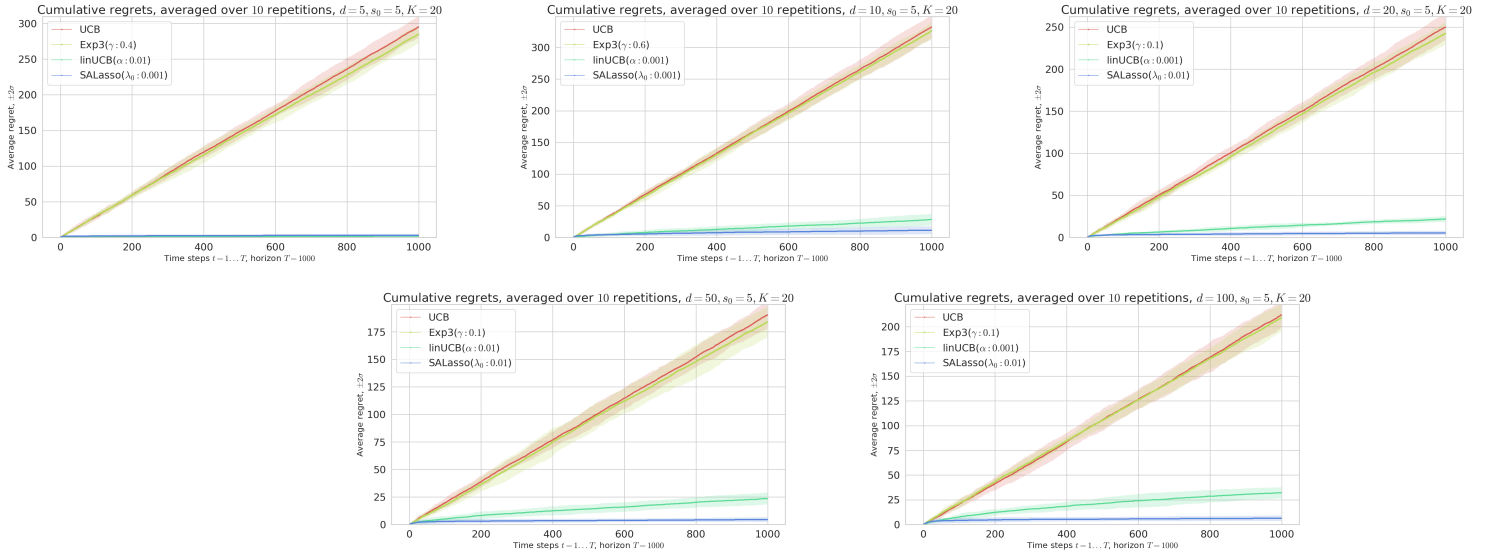 Cumulative regrets, averaged over 10 repetitions, d = 5, s₀ = 5, K = 20
300
250
200
150
100
50
0
Average regret, ±2σ
UCB
Exp3(γ : 0.4)
linUCB(α : 0.01)
SALasso(λ₀ : 0.001)
0 200 400 600 800 1000
Time steps t = 1...T, horizon T = 1000
Cumulative regrets, averaged over 10 repetitions, d = 10, s₀ = 5, K = 20
300
250
200
150
100
50
0
Average regret, ±2σ
UCB
Exp3(γ : 0.6)
linUCB(α : 0.001)
SALasso(λ₀ : 0.001)
0 200 400 600 800 1000
Time steps t = 1...T, horizon T = 1000
Cumulative regrets, averaged over 10 repetitions, d = 20, s₀ = 5, K = 20
250
200
150
100
50
0
Average regret, ±2σ
UCB
Exp3(γ : 0.1)
linUCB(α : 0.001)
SALasso(λ₀ : 0.01)
0 200 400 600 800 1000
Time steps t = 1...T, horizon T = 1000
Cumulative regrets, averaged over 10 repetitions, d = 50, s₀ = 5, K = 20
175
150
125
100
75
50
25
0
Average regret, ±2σ
UCB
Exp3(γ : 0.1)
linUCB(α : 0.01)
SALasso(λ₀ : 0.01)
0 200 400 600 800 1000
Time steps t = 1...T, horizon T = 1000
Cumulative regrets, averaged over 10 repetitions, d = 100, s₀ = 5, K = 20
200
175
150
125
100
75
50
25
0
Average regret, ±2σ
UCB
Exp3(γ : 0.1)
linUCB(α : 0.001)
SALasso(λ₀ : 0.01)
0 200 400 600 800 1000
Time steps t = 1...T, horizon T = 1000